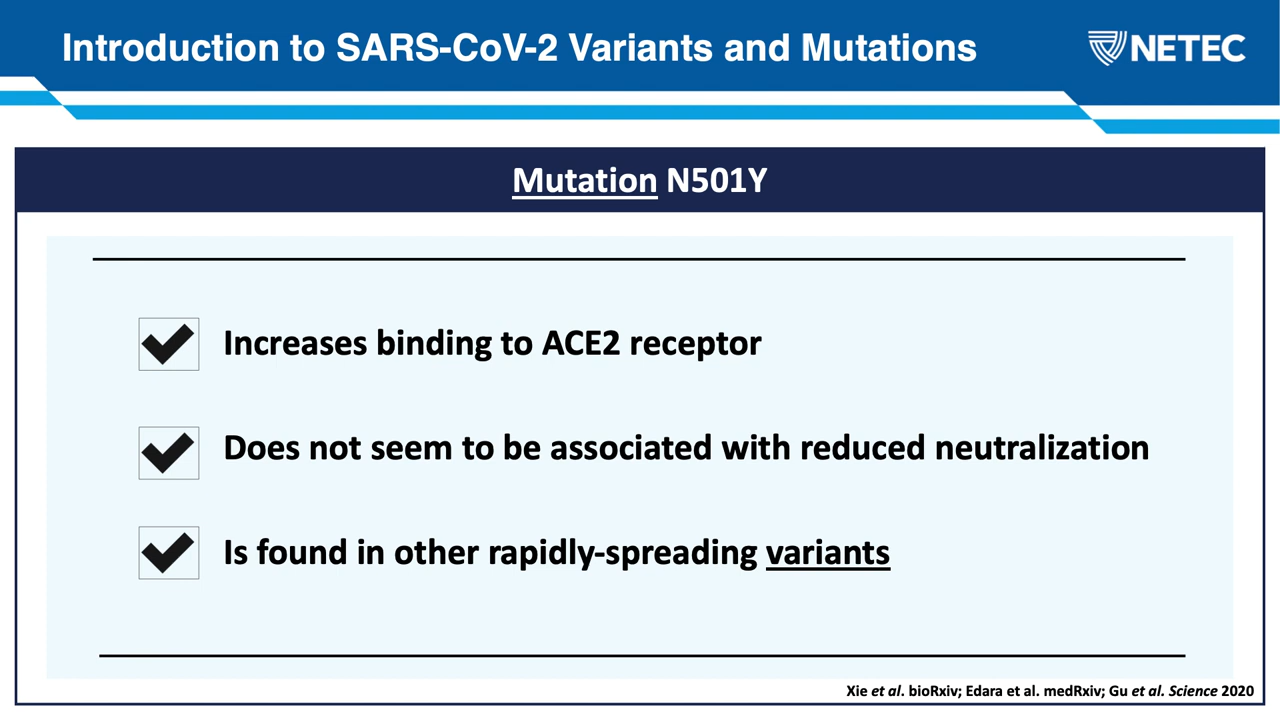 Introduction to SARS-CoV-2 Variants and Mutations
NETEC
Mutation N501Y
Increases binding to ACE2 receptor
Does not seem to be associated with reduced neutralization
Is found in other rapidly-spreading variants
Xie et al. bioRxiv; Edara et al. medRxiv; Gu et al. Science 2020